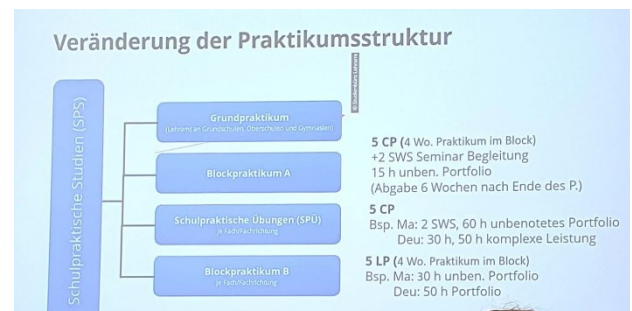 Veränderung der Praktikumsstruktur
Schulpraktische Studien (SPS)
Grundpraktikum
(Lehramt an Grundschulen, Oberschulen und Gymnasien)
Blockpraktikum A
Schulpraktische Übungen (SPÜ)
je Fach/Fachrichtung
Blockpraktikum B
je Fach/Fachrichtung
5 CP (4 Wo. Praktikum im Block)
+2 SWS Seminar Begleitung
15 h unben. Portfolio
(Abgabe 6 Wochen nach Ende des P.)
5 CP
Bsp. Ma: 2 SWS, 60 h unbenotetes Portfolio
Deu: 30 h, 50 h komplexe Leistung
5 LP (4 Wo. Praktikum im Block)
Bsp. Ma: 30 h unben. Portfolio
Deu: 50 h Portfolio